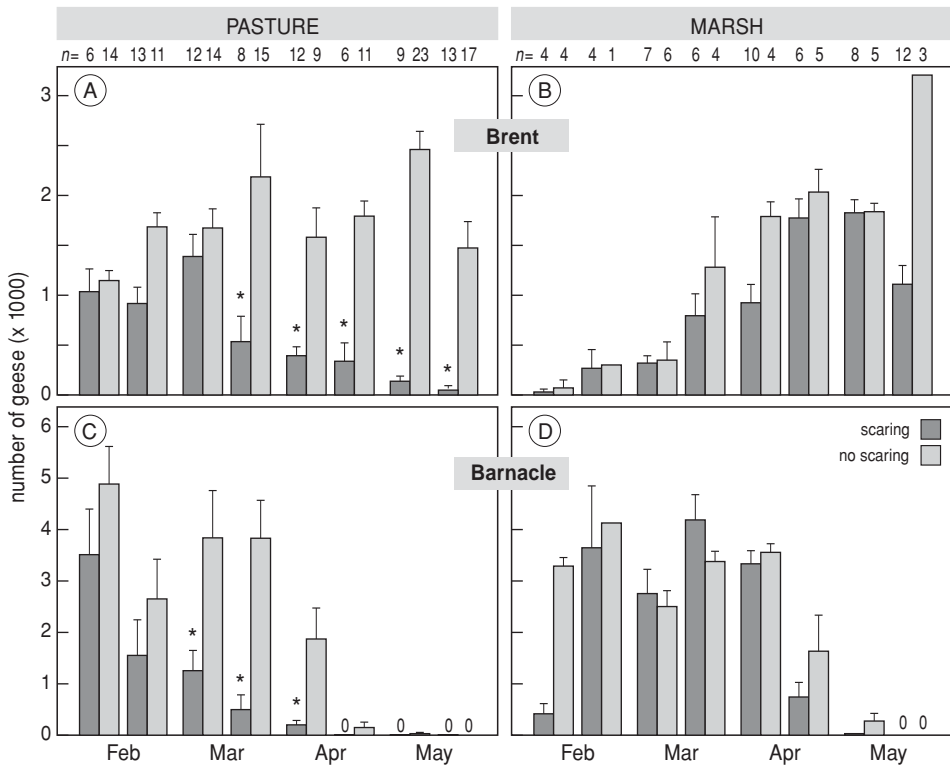 PASTURE MARSH
n= 6 14 13 11 12 14 8 15 12 9 6 11 9 23 13 17 n= 4 4 4 1 7 6 6 4 10 4 6 5 8 5 12 3
A B
3
Brent
2
* 1 * * * *
0
number of geese (x 1000)
6 C D
scaring
no scaring
Barnacle
5
4
3
2 *
1 * *
0 0 0 0 0 0 0
Feb Mar Apr May Feb Mar Apr May